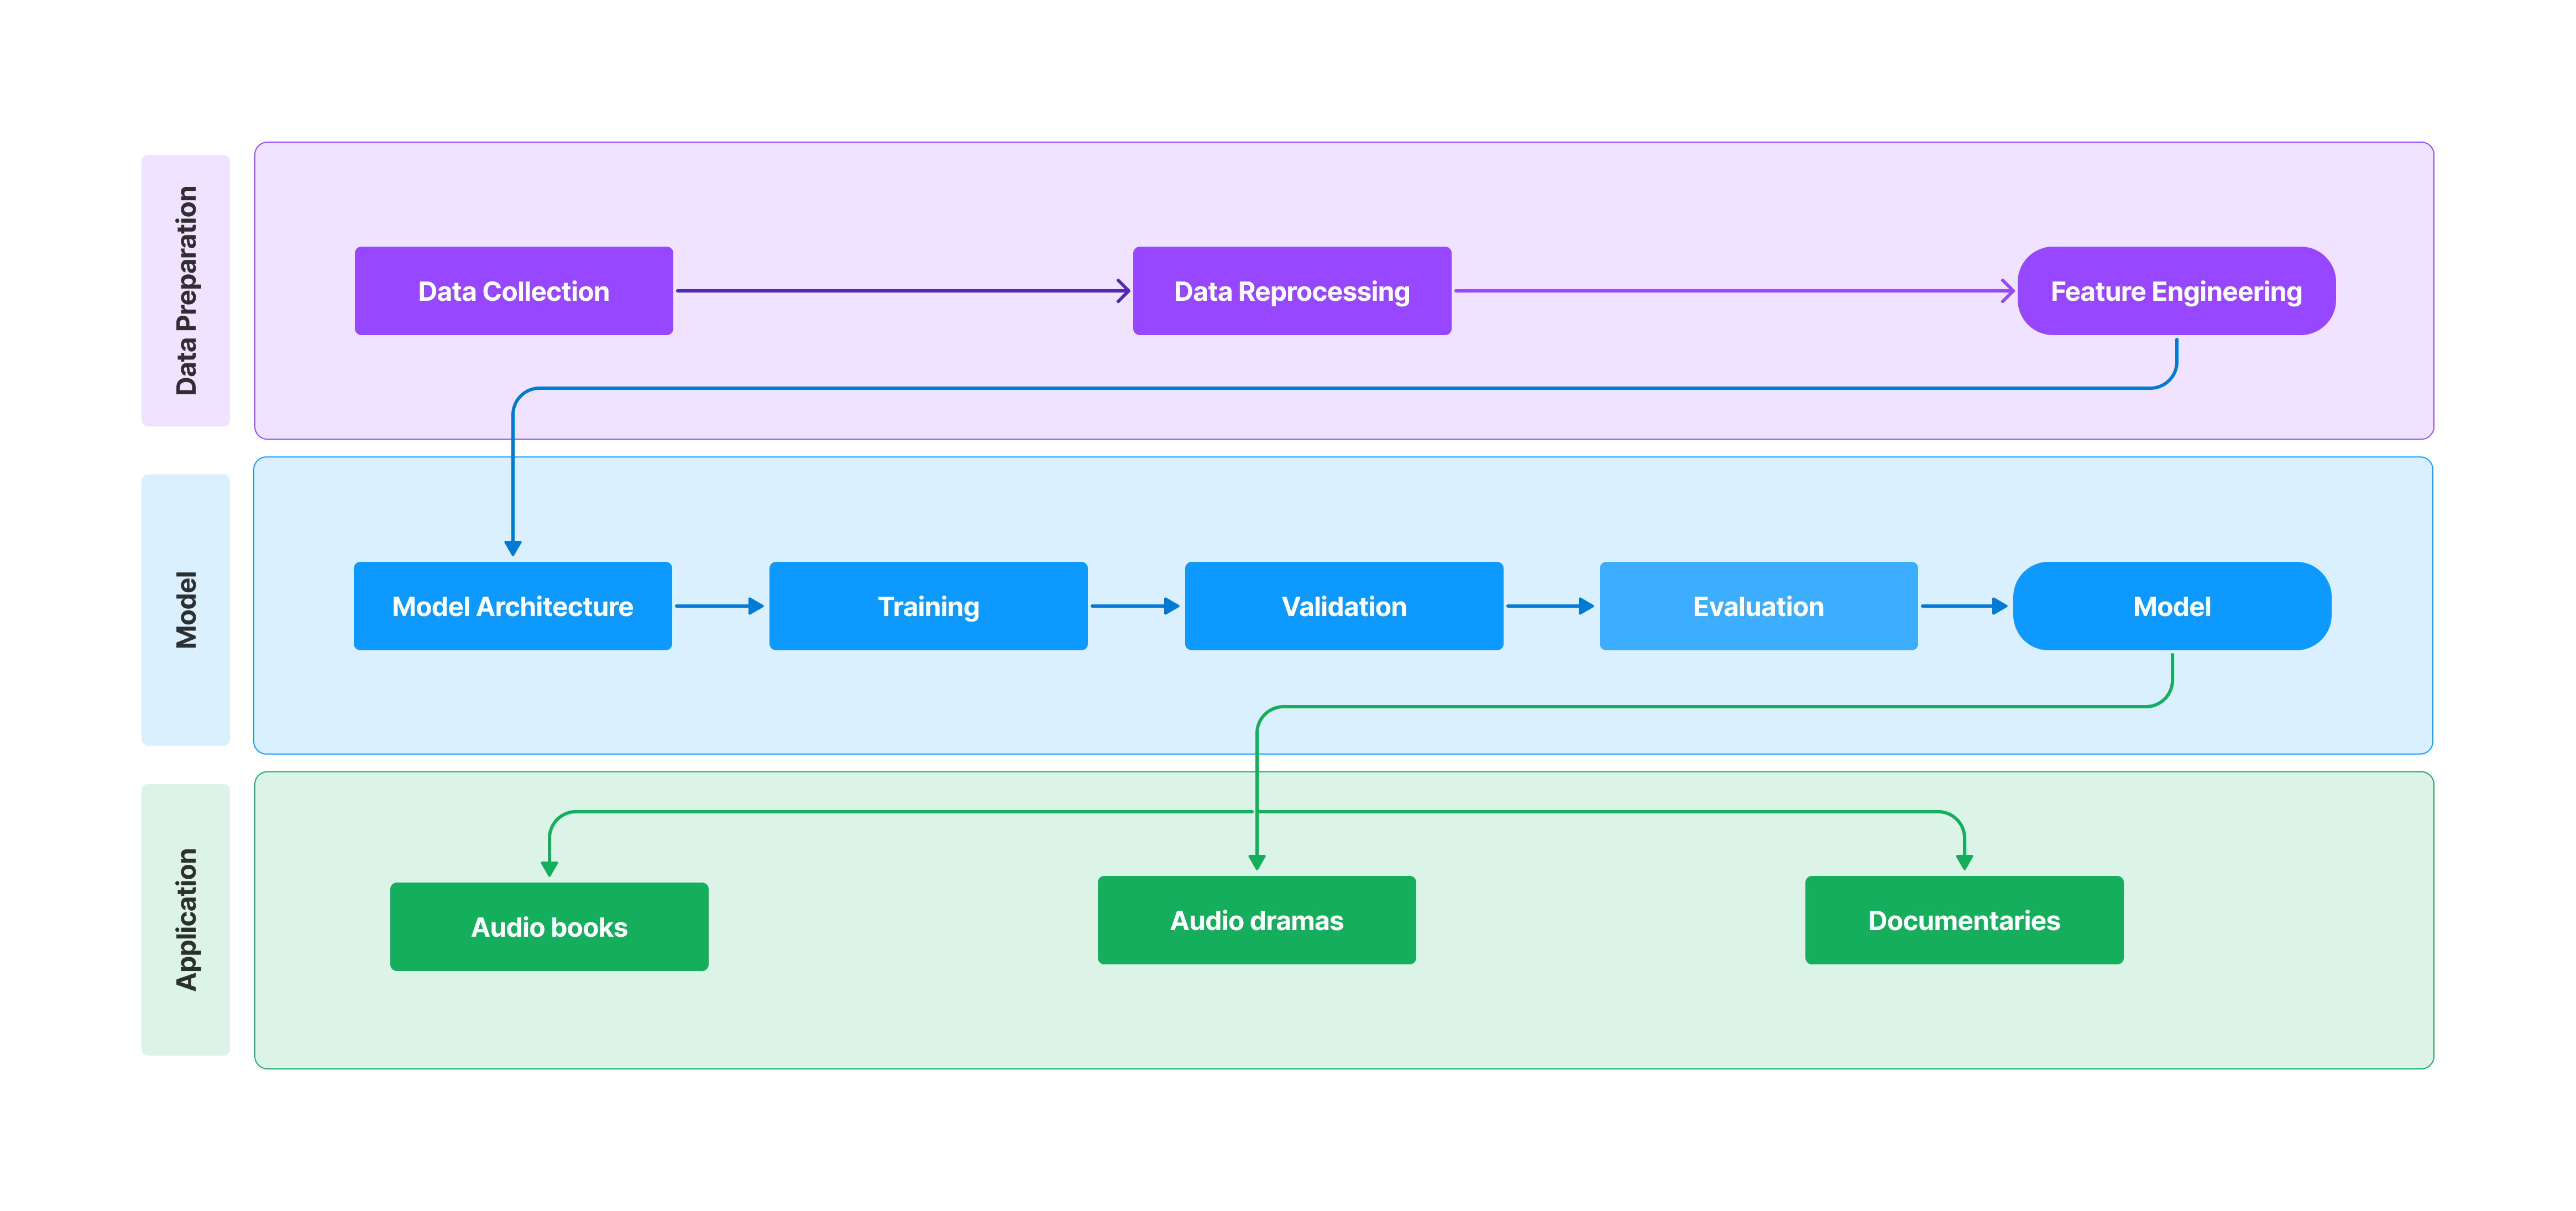 Data Preparation
Data Collection
Data Reprocessing
Feature Engineering
Model
Model Architecture
Training
Validation
Evaluation
Model
Application
Audio books
Audio dramas
Documentaries